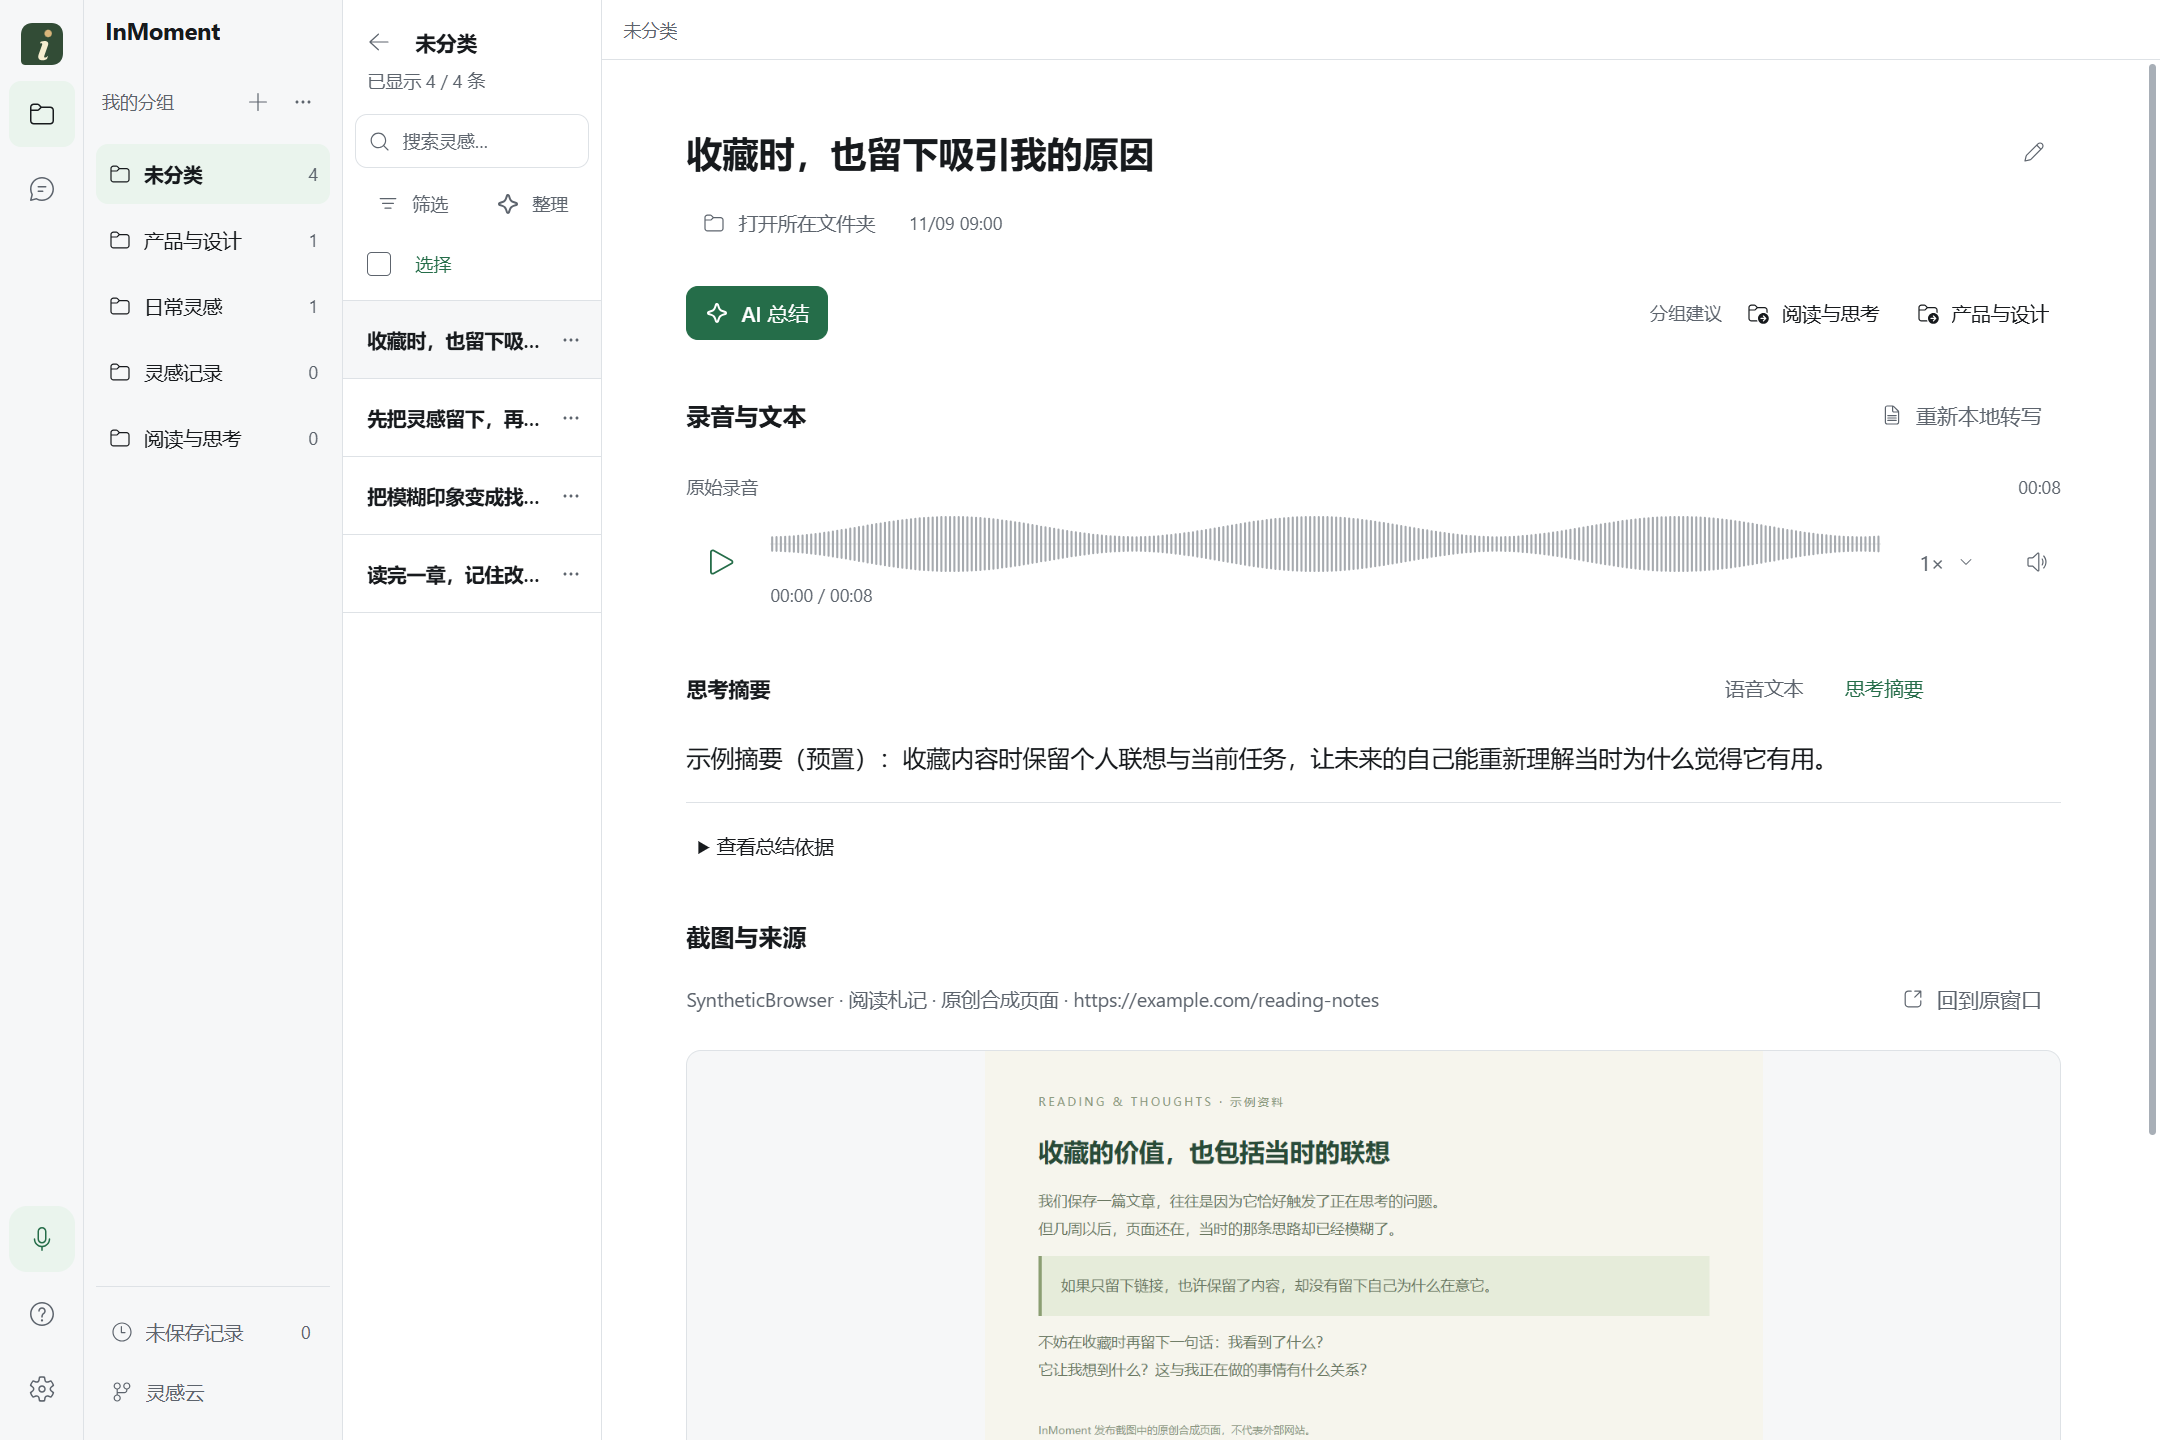 InMoment
我的分组
未分类 4
产品与设计 1
日常灵感 1
灵感记录 0
阅读与思考 0
未保存记录 0
灵感云
未分类
已显示 4 / 4 条
搜索灵感...
筛选 整理
选择
收藏时，也留下吸...
先把灵感留下，再...
把模糊印象变成找...
读完一章，记住改...
未分类
收藏时，也留下吸引我的原因
打开所在文件夹 11/09 09:00
AI 总结
分组建议 阅读与思考 产品与设计
录音与文本
重新本地转写
原始录音 00:08
1×
00:00 / 00:08
思考摘要
语音文本 思考摘要
示例摘要（预置）：收藏内容时保留个人联想与当前任务，让未来的自己能重新理解当时为什么觉得它有用。
查看总结依据
截图与来源
SyntheticBrowser · 阅读札记 · 原创合成页面 · https://example.com/reading-notes
回到原窗口
READING & THOUGHTS · 示例资料
收藏的价值，也包括当时的联想
我们保存一篇文章，往往是因为它恰好触发了正在思考的问题。
但几周以后，页面还在，当时的那条思路却已经模糊了。
如果只留下链接，也许保留了内容，却没有留下自己为什么在意它。
不妨在收藏时再留下一句话：我看到了什么？
它让我想到什么？这与我正在做的事情有什么关系？
InMoment 发布截图中的原创合成页面，不代表外部网站。